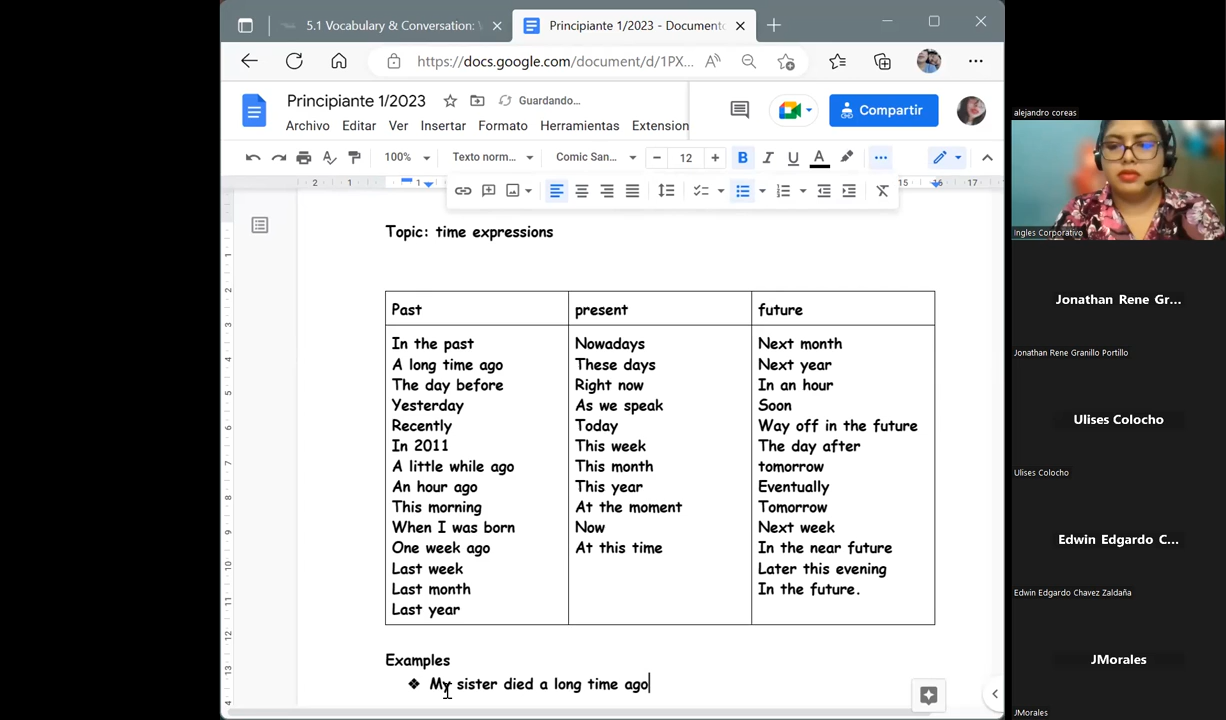 5.1 Vocabulary & Conversation:
Principiante 1/2023 - Documento
https://docs.google.com/document/d/1PX...
Principiante 1/2023
Guardando...
Archivo Editar Ver Insertar Formato Herramientas Extension
Compartir
100% Texto norm... Comic San... 12
2 1 1 15 16 17
Topic: time expressions
Past present future
In the past
A long time ago
The day before
Yesterday
Recently
In 2011
A little while ago
An hour ago
This morning
When I was born
One week ago
Last week
Last month
Last year
Nowadays
These days
Right now
As we speak
Today
This week
This month
This year
At the moment
Now
At this time
Next month
Next year
In an hour
Soon
Way off in the future
The day after
tomorrow
Eventually
Tomorrow
Next week
In the near future
Later this evening
In the future.
Examples
❖ My sister died a long time ago
alejandro coreas
Ingles Corporativo
Jonathan Rene Gr...
Jonathan Rene Granillo Portillo
Ulises Colocho
Ulises Colocho
Edwin Edgardo C...
Edwin Edgardo Chavez Zaldaña
JMorales
JMorales